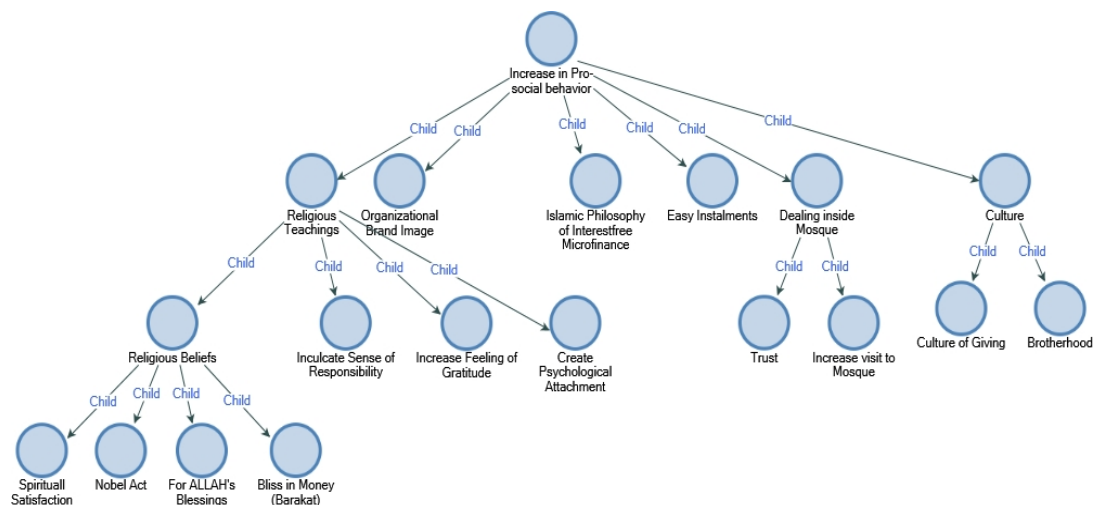 Increase in Pro-
social behavior
Child
Child
Child
Child
Child
Child
Religious
Teachings
Organizational
Brand Image
Islamic Philosophy
of Interestfree
Microfinance
Easy Instalments
Dealing inside
Mosque
Culture
Child
Child
Child
Child
Child
Child
Child
Child
Religious Beliefs
Inculcate Sense of
Responsibility
Increase Feeling of
Gratitude
Create
Psychological
Attachment
Trust
Increase visit to
Mosque
Culture of Giving
Brotherhood
Child
Child
Child
Child
Spirituall
Satisfaction
Nobel Act
For ALLAH's
Blessings
Bliss in Money
(Barakat)